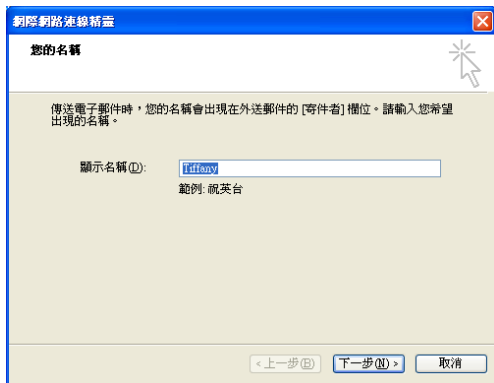 網際網路連線精靈
您的名稱
傳送電子郵件時，您的名稱會出現在外送郵件的 [寄件者] 欄位。請輸入您希望
出現的名稱。
顯示名稱(D): Tiffany
範例: 祝英台
<上一步(B) 下一步(N)> 取消